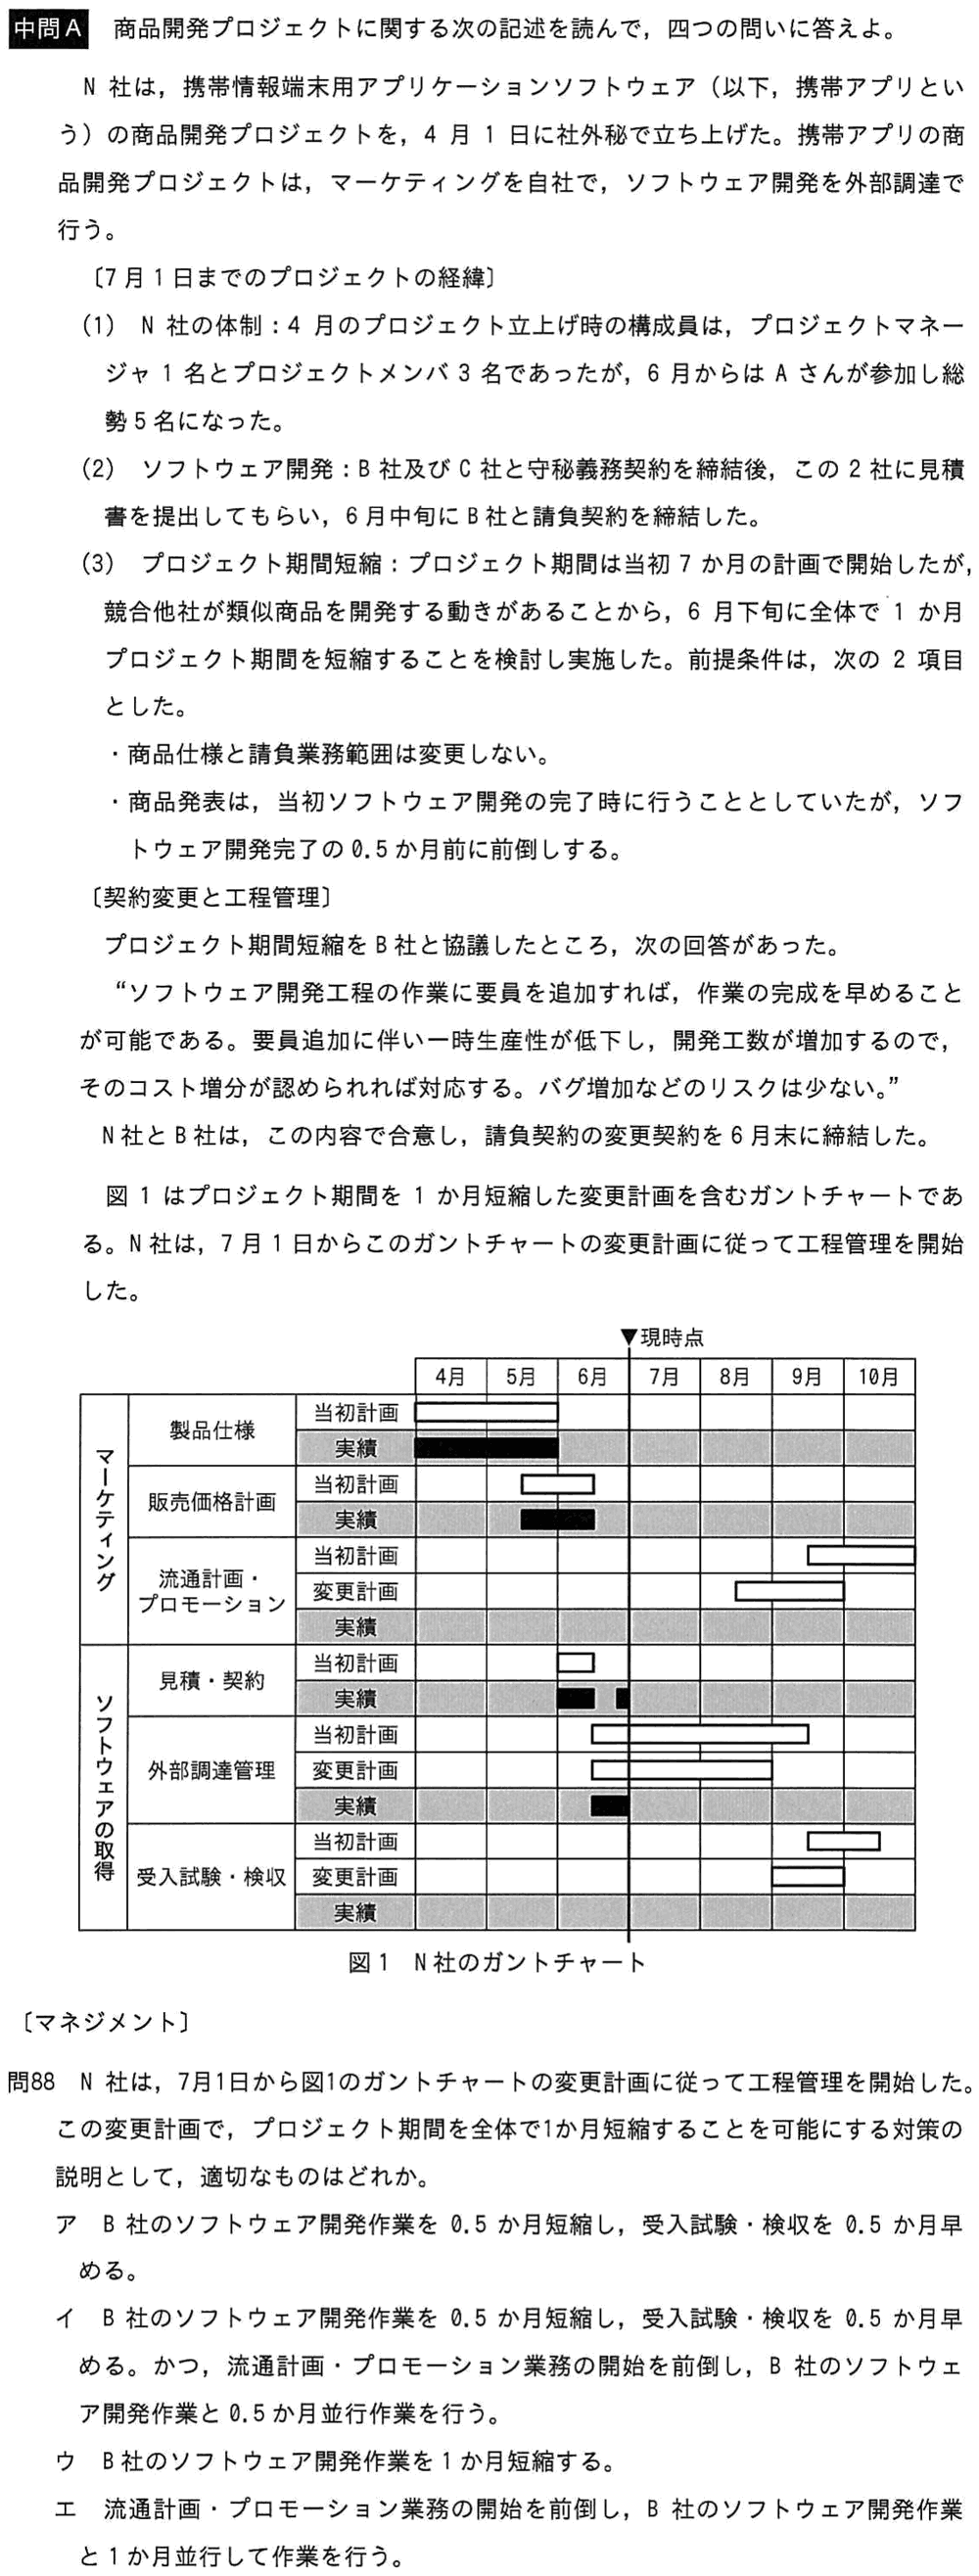 中問A 商品開発プロジェクトに関する次の記述を読んで，四つの問いに答えよ。
N 社は，携帯情報端末用アプリケーションソフトウェア（以下，携帯アプリとい
う）の商品開発プロジェクトを，4 月 1 日に社外秘で立ち上げた。携帯アプリの商
品開発プロジェクトは，マーケティングを自社で，ソフトウェア開発を外部調達で
行う。
〔7 月 1 日までのプロジェクトの経緯〕
(1) N 社の体制：4 月のプロジェクト立上げ時の構成員は，プロジェクトマネー
ジャ 1 名とプロジェクトメンバ 3 名であったが，6 月からは A さんが参加し総
勢 5 名になった。
(2) ソフトウェア開発：B 社及び C 社と守秘義務契約を締結後，この 2 社に見積
書を提出してもらい，6 月中旬に B 社と請負契約を締結した。
(3) プロジェクト期間短縮：プロジェクト期間は当初 7 か月の計画で開始したが，
競合他社が類似商品を開発する動きがあることから，6 月下旬に全体で 1 か月
プロジェクト期間を短縮することを検討し実施した。前提条件は，次の 2 項目
とした。
・商品仕様と請負業務範囲は変更しない。
・商品発表は，当初ソフトウェア開発の完了時に行うこととしていたが，ソフ
トウェア開発完了の 0.5 か月前に前倒しする。
〔契約変更と工程管理〕
プロジェクト期間短縮を B 社と協議したところ，次の回答があった。
“ソフトウェア開発工程の作業に要員を追加すれば，作業の完成を早めること
が可能である。要員追加に伴い一時生産性が低下し，開発工数が増加するので，
そのコスト増分が認められれば対応する。バグ増加などのリスクは少ない。”
N 社と B 社は，この内容で合意し，請負契約の変更契約を 6 月末に締結した。
図 1 はプロジェクト期間を 1 か月短縮した変更計画を含むガントチャートであ
る。N 社は，7 月 1 日からこのガントチャートの変更計画に従って工程管理を開始
した。
▼現時点
4月 5月 6月 7月 8月 9月 10月
マーケティング
製品仕様
当初計画
実績
販売価格計画
当初計画
実績
流通計画・
プロモーション
当初計画
変更計画
実績
ソフトウェアの取得
見積・契約
当初計画
実績
外部調達管理
当初計画
変更計画
実績
受入試験・検収
当初計画
変更計画
実績
図 1 N 社のガントチャート
〔マネジメント〕
問88 N 社は，7月1日から図1のガントチャートの変更計画に従って工程管理を開始した。
この変更計画で，プロジェクト期間を全体で1か月短縮することを可能にする対策の
説明として，適切なものはどれか。
ア B 社のソフトウェア開発作業を 0.5 か月短縮し，受入試験・検収を 0.5 か月早
める。
イ B 社のソフトウェア開発作業を 0.5 か月短縮し，受入試験・検収を 0.5 か月早
める。かつ，流通計画・プロモーション業務の開始を前倒し，B 社のソフトウェ
ア開発作業と 0.5 か月並行作業を行う。
ウ B 社のソフトウェア開発作業を 1 か月短縮する。
エ 流通計画・プロモーション業務の開始を前倒し，B 社のソフトウェア開発作業
と 1 か月並行して作業を行う。